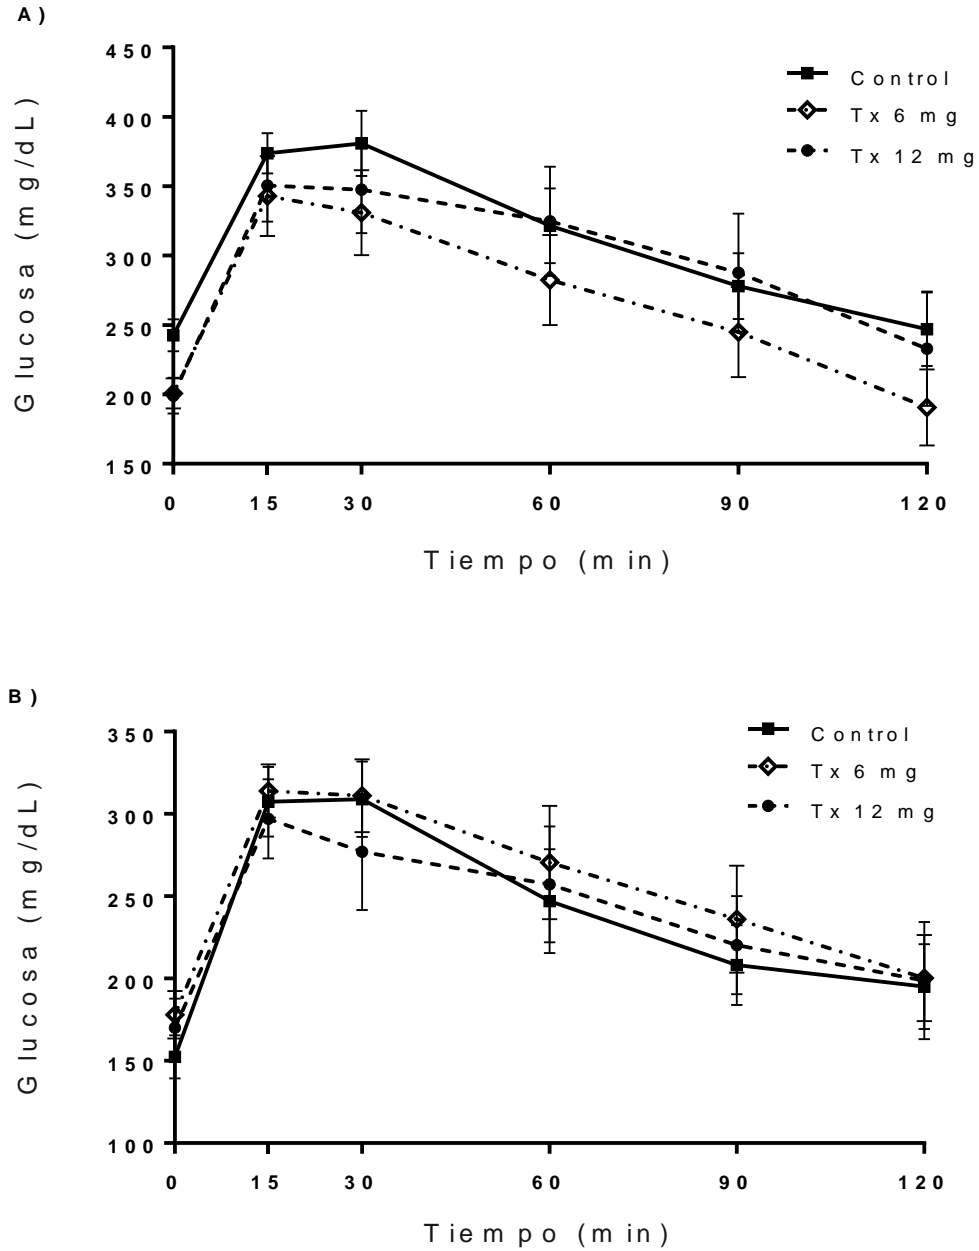 A)
450
400
350
300
250
200
150
Glucosa (mg/dL)
Control
Tx 6 mg
Tx 12 mg
0 15 30 60 90 120
Tiempo (min)
B)
350
300
250
200
150
100
Glucosa (mg/dL)
Control
Tx 6 mg
Tx 12 mg
0 15 30 60 90 120
Tiempo (min)